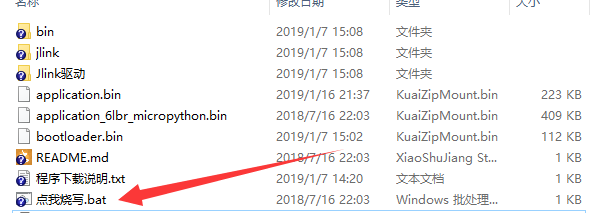 名称 修改日期 类型 大小
bin 2019/1/7 15:08 文件夹
jlink 2019/1/7 15:08 文件夹
Jlink驱动 2019/1/7 15:08 文件夹
application.bin 2019/1/16 21:37 KuaiZipMount.bin 223 KB
application_6lbr_micropython.bin 2018/7/16 22:03 KuaiZipMount.bin 409 KB
bootloader.bin 2019/1/7 15:02 KuaiZipMount.bin 112 KB
README.md 2018/7/16 22:03 XiaoShuJiang St... 1 KB
程序下载说明.txt 2019/1/7 14:20 文本文档 1 KB
点我烧写.bat 2018/7/16 22:03 Windows 批处理... 1 KB